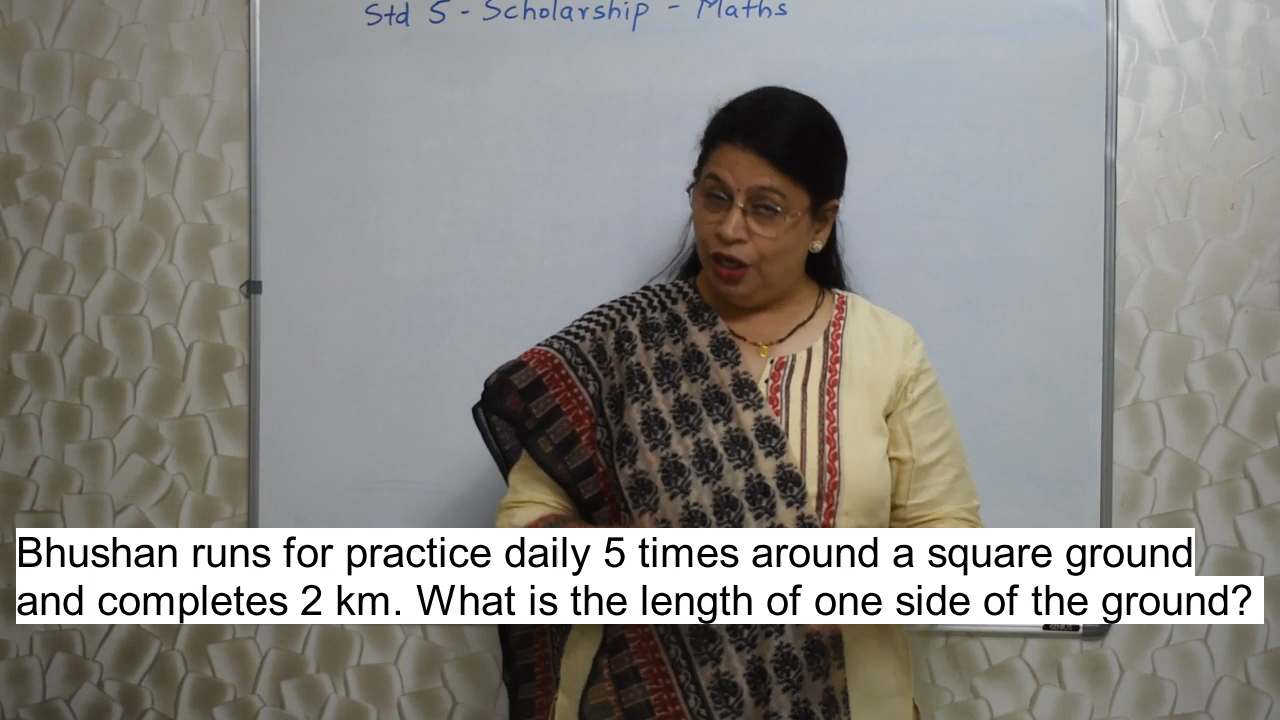 Std 5 - Scholarship - Maths
Bhushan runs for practice daily 5 times around a square ground
and completes 2 km. What is the length of one side of the ground?